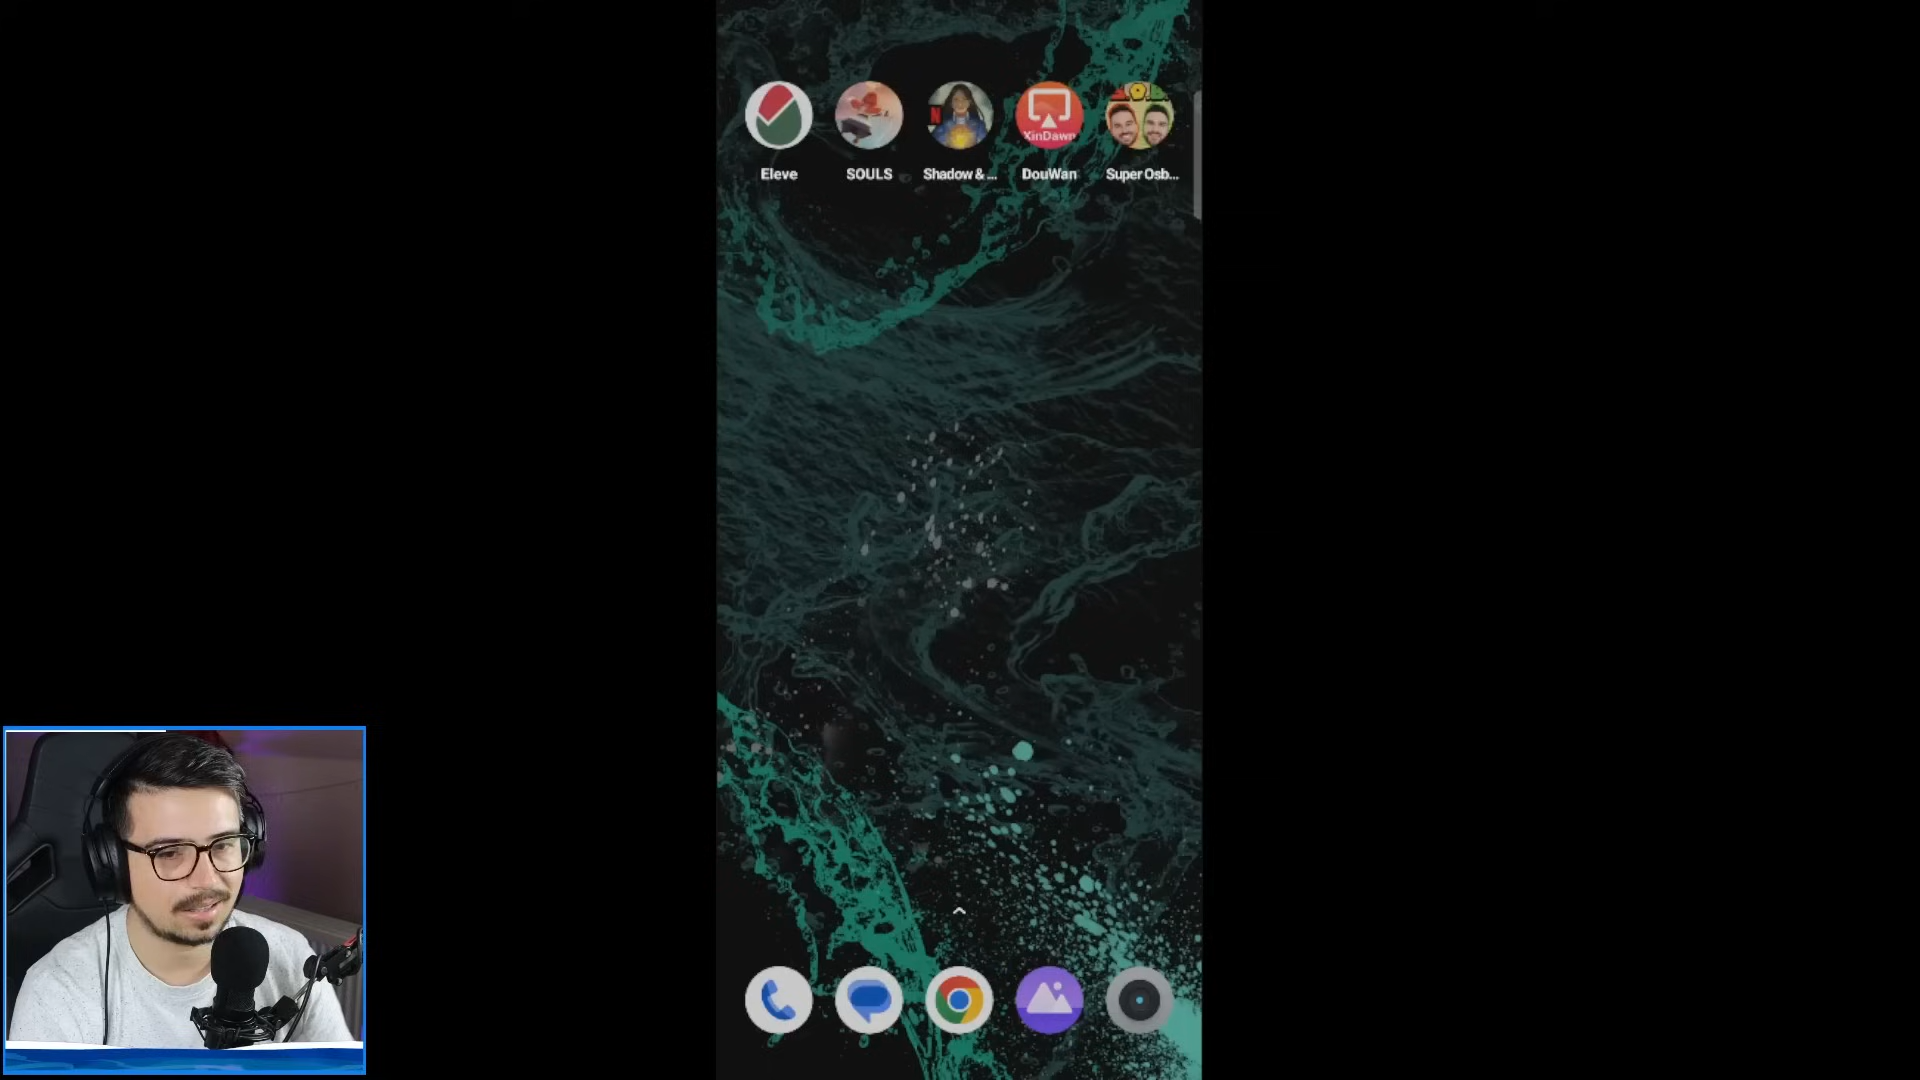 N
XinDawn
Eleve
SOULS
Shadow & ...
DouWan
Super Osb...